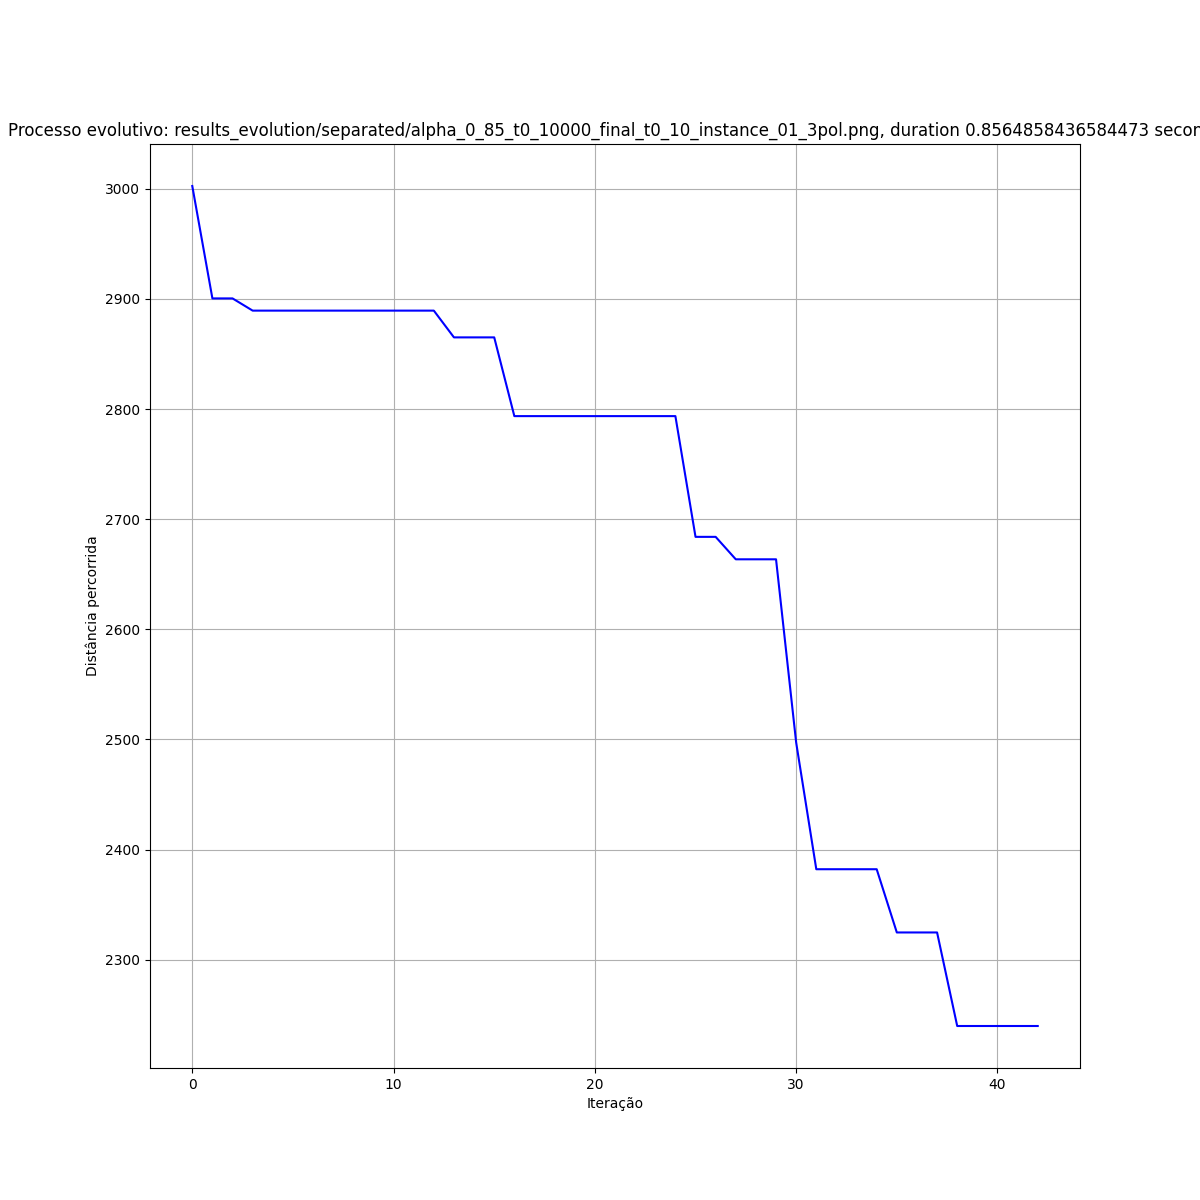 Processo evolutivo: results_evolution/separated/alpha_0_85_t0_10000_final_t0_10_instance_01_3pol.png, duration 0.8564858436584473 secon
3000
2900
2800
2700
2600
2500
2400
2300
Distância percorrida
0 10 20 30 40
Iteração